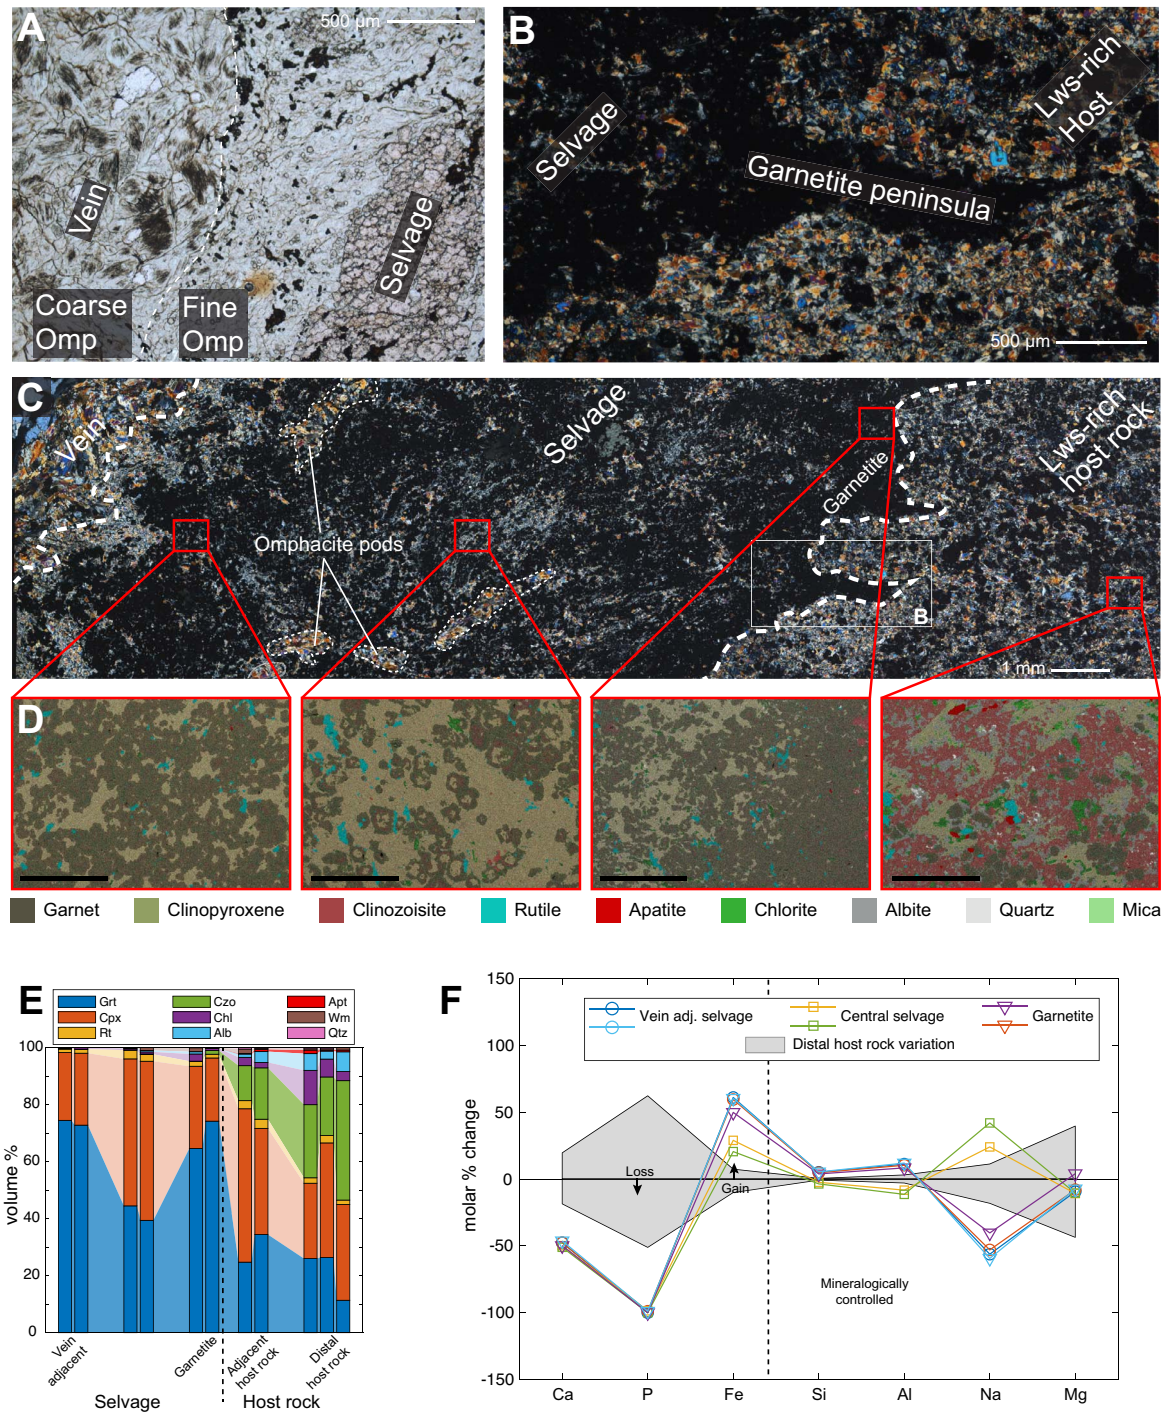 A
500 µm
Vein
Selvage
Coarse
Omp
Fine
Omp
B
Selvage
Lws-rich
Host
Garnetite peninsula
500 µm
C
Vein
Selvage
Lws-rich
host rock
Garnetite
Omphacite pods
B
1 mm
D
Garnet
Clinopyroxene
Clinozoisite
Rutile
Apatite
Chlorite
Albite
Quartz
Mica
E
Grt
Czo
Apt
Cpx
Chl
Wm
Rt
Alb
Qtz
100
80
60
40
20
0
volume %
Vein
adjacent
Garnetite
Adjacent
host rock
Distal
host rock
Selvage
Host rock
F
150
100
50
0
-50
-100
-150
molar % change
Vein adj. selvage
Central selvage
Garnetite
Distal host rock variation
Loss
Gain
Mineralogically
controlled
Ca
P
Fe
Si
Al
Na
Mg